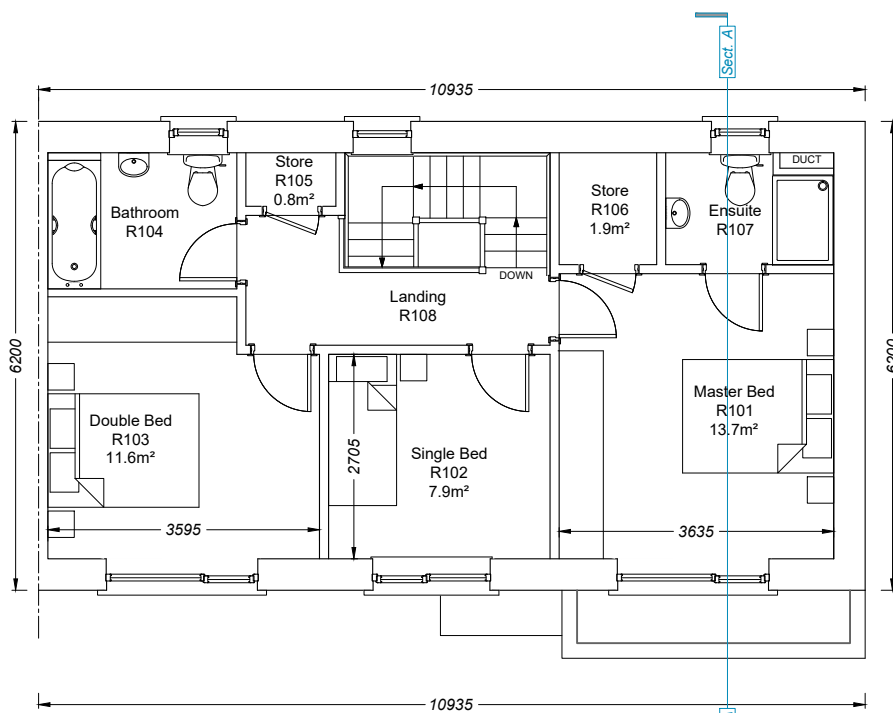 Sect. A
10935
DUCT
Store
R105
0.8m²
Store
R106
1.9m²
Bathroom
R104
Ensuite
R107
DOWN
Landing
R108
6200
6200
Master Bed
R101
13.7m²
Double Bed
R103
11.6m²
Single Bed
R102
7.9m²
2705
3595
3635
10935